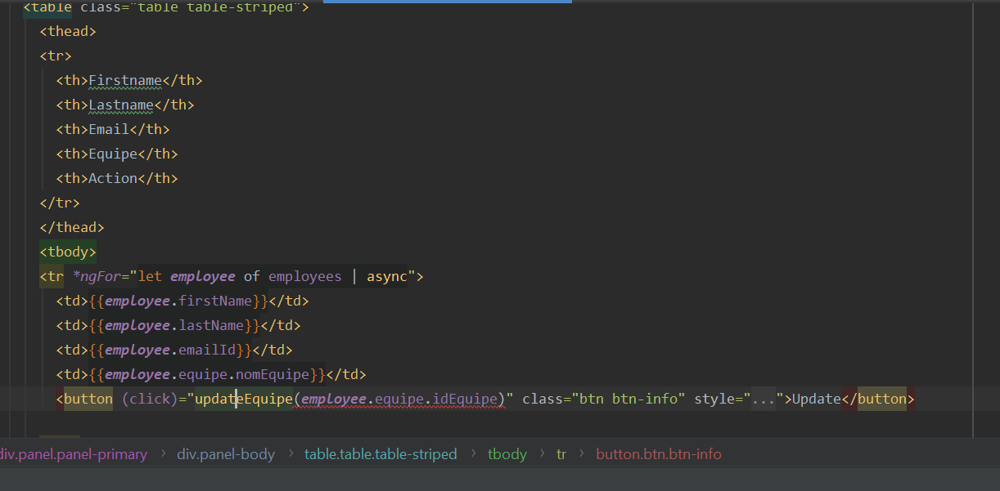 <table class="table table-striped">
<thead>
<tr>
<th>Firstname</th>
<th>Lastname</th>
<th>Email</th>
<th>Equipe</th>
<th>Action</th>
</tr>
</thead>
<tbody>
<tr *ngFor="let employee of employees | async">
<td>{{employee.firstName}}</td>
<td>{{employee.lastName}}</td>
<td>{{employee.emailId}}</td>
<td>{{employee.equipe.nomEquipe}}</td>
<button (click)="updateEquipe(employee.equipe.idEquipe)" class="btn btn-info" style="...">Update</button>
div.panel.panel-primary › div.panel-body › table.table.table-striped › tbody › tr › button.btn.btn-info